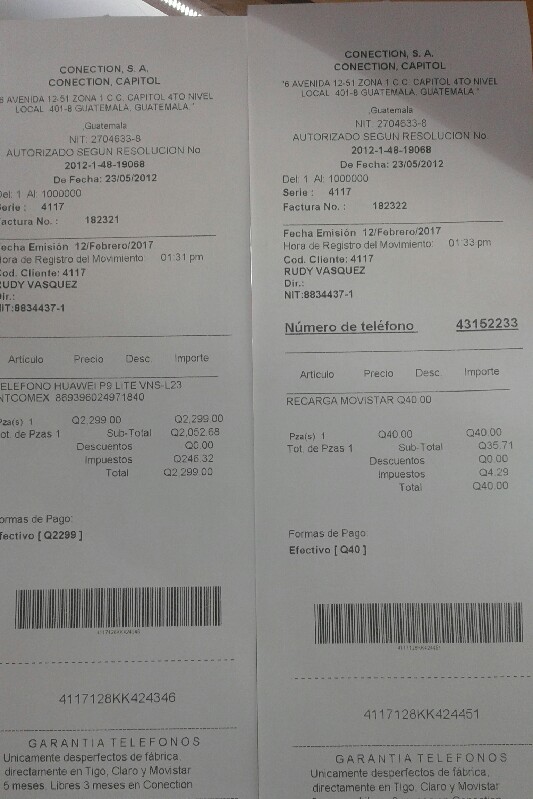 CONECTION, S. A.
CONECTION, CAPITOL
6 AVENIDA 12-51 ZONA 1 C.C. CAPITOL 4TO NIVEL
LOCAL 401-8 GUATEMALA, GUATEMALA."
,Guatemala
NIT: 2704633-8
AUTORIZADO SEGUN RESOLUCION No.
2012-1-48-19068
De Fecha: 23/05/2012
Del: 1 Al: 1000000
Serie : 4117
Factura No. : 182321
Fecha Emisión 12/Febrero/2017
Hora de Registro del Movimiento: 01:31 pm
Cod. Cliente: 4117
RUDY VASQUEZ
Dir.:
NIT:8834437-1
Articulo Precio Desc. Importe
TELEFONO HUAWEI P9 LITE VNS-L23
INTCOMEX 869396024971840
Pza(s) 1 Q2,299.00 Q2,299.00
Tot. de Pzas 1 Sub-Total Q2,052.68
Descuentos Q0.00
Impuestos Q246.32
Total Q2,299.00
Formas de Pago:
Efectivo [ Q2299 ]
4117128KK424346
4117128KK424346
GARANTIA TELEFONOS
Unicamente desperfectos de fábrica,
directamente en Tigo, Claro y Movistar
6 meses. Libres 3 meses en Conection
CONECTION, S. A.
CONECTION, CAPITOL
"6 AVENIDA 12-51 ZONA 1 C.C. CAPITOL 4TO NIVEL
LOCAL 401-8 GUATEMALA, GUATEMALA."
,Guatemala
NIT: 2704633-8
AUTORIZADO SEGUN RESOLUCION No.
2012-1-48-19068
De Fecha: 23/05/2012
Del: 1 Al: 1000000
Serie : 4117
Factura No. : 182322
Fecha Emisión 12/Febrero/2017
Hora de Registro del Movimiento: 01:33 pm
Cod. Cliente: 4117
RUDY VASQUEZ
Dir.:
NIT:8834437-1
Número de teléfono 43152233
Articulo Precio Desc. Importe
RECARGA MOVISTAR Q40.00
Pza(s) 1 Q40.00 Q40.00
Tot. de Pzas 1 Sub-Total Q35.71
Descuentos Q0.00
Impuestos Q4.29
Total Q40.00
Formas de Pago:
Efectivo [ Q40 ]
4117128KK424451
4117128KK424451
GARANTIA TELEFONOS
Unicamente desperfectos de fábrica,
directamente en Tigo, Claro y Movistar